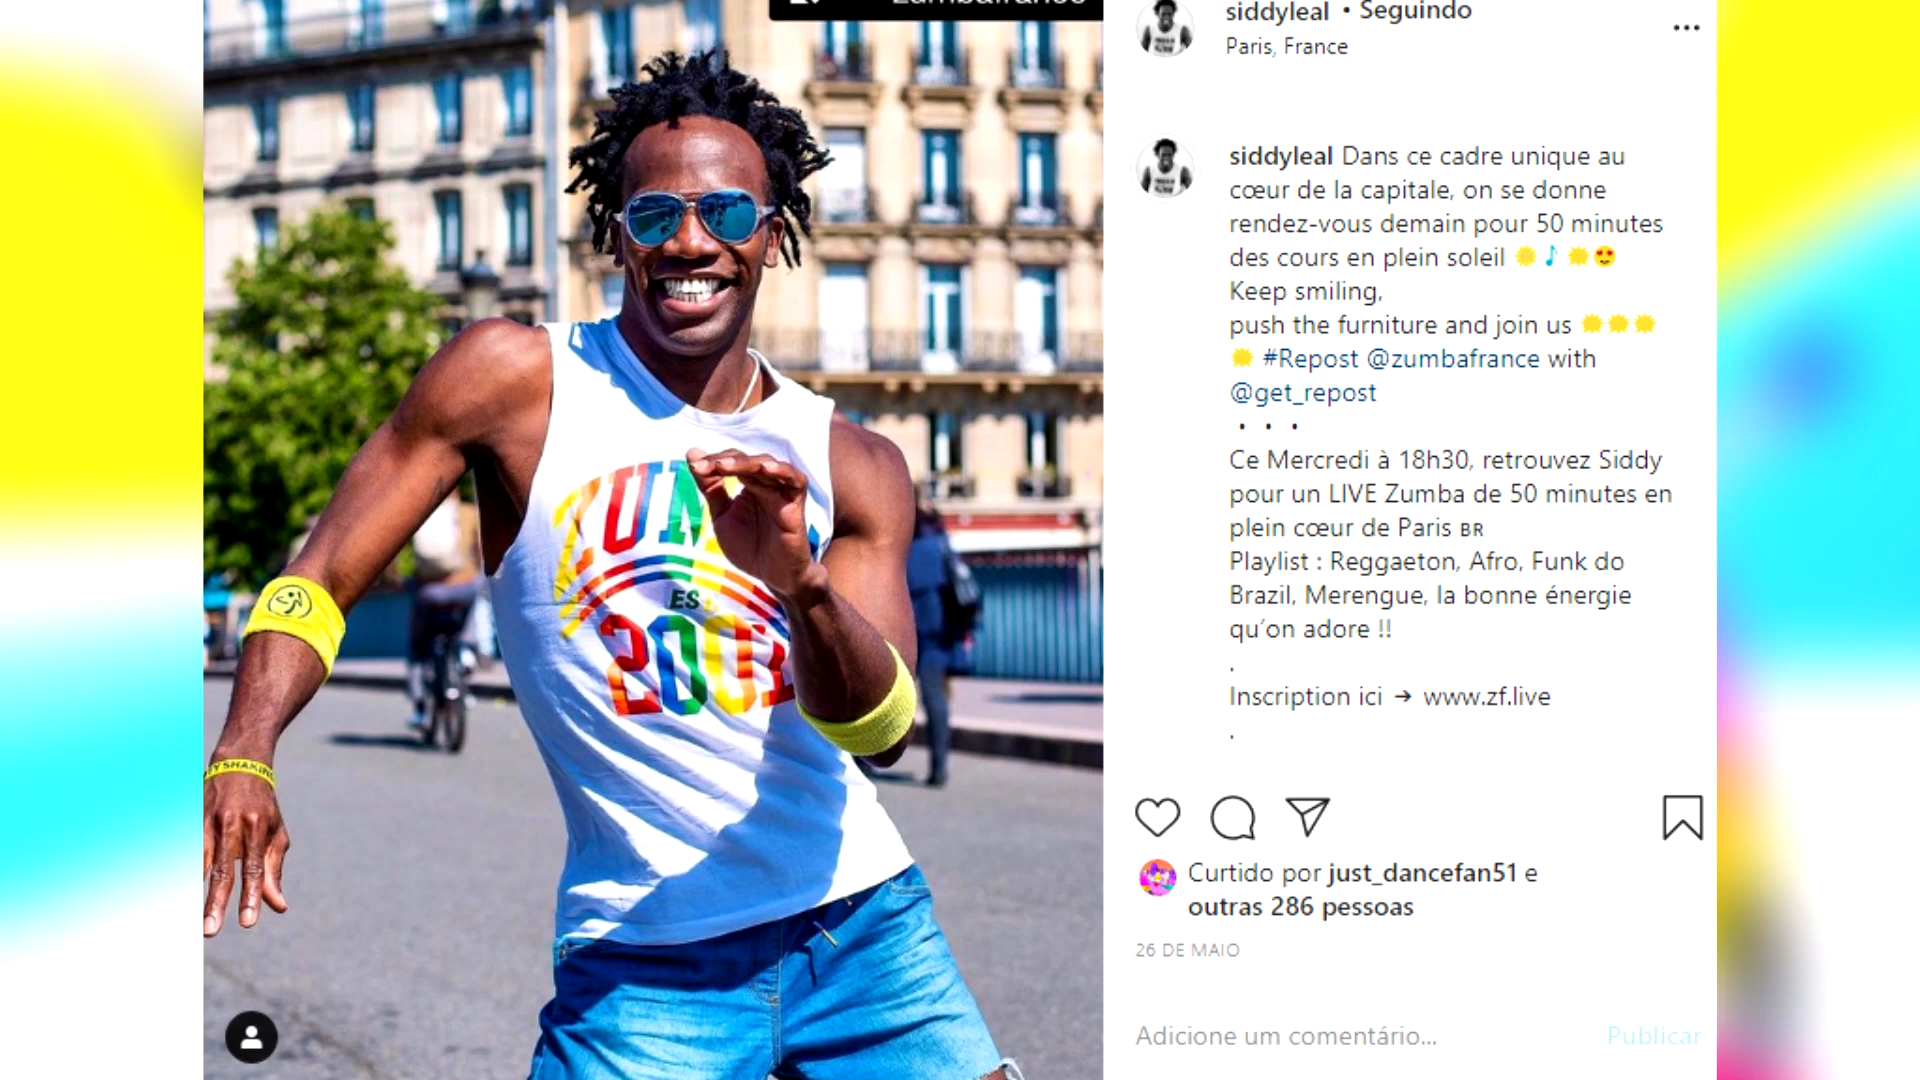 zumbafrance
siddyleal • Seguindo
Paris, France
siddyleal Dans ce cadre unique au
cœur de la capitale, on se donne
rendez-vous demain pour 50 minutes
des cours en plein soleil ☀️🎵☀️😍
Keep smiling,
push the furniture and join us ☀️☀️☀️
☀️ #Repost @zumbafrance with
@get_repost
• • •
Ce Mercredi à 18h30, retrouvez Siddy
pour un LIVE Zumba de 50 minutes en
plein cœur de Paris BR
Playlist : Reggaeton, Afro, Funk do
Brazil, Merengue, la bonne énergie
qu’on adore !!
.
Inscription ici → www.zf.live
.
Curtido por just_dancefan51 e
outras 286 pessoas
26 DE MAIO
Adicione um comentário...
Publicar
ES
2001
SHAKIN